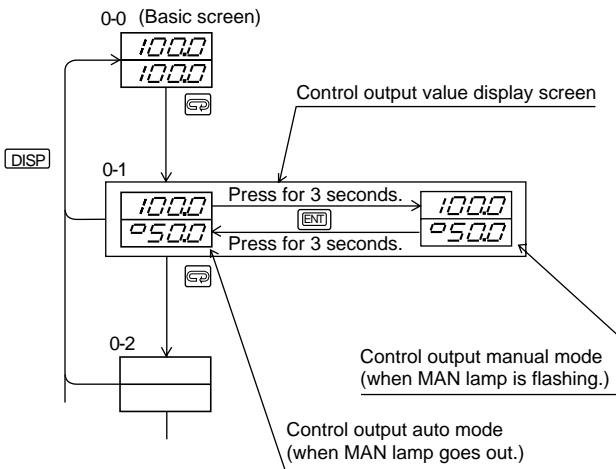 0-0 (Basic screen)
100.0
100.0
Control output value display screen
DISP
0-1
100.0
Press for 3 seconds.
100.0
ENT
o50.0
Press for 3 seconds.
o50.0
0-2
Control output manual mode
(when MAN lamp is flashing.)
Control output auto mode
(when MAN lamp goes out.)